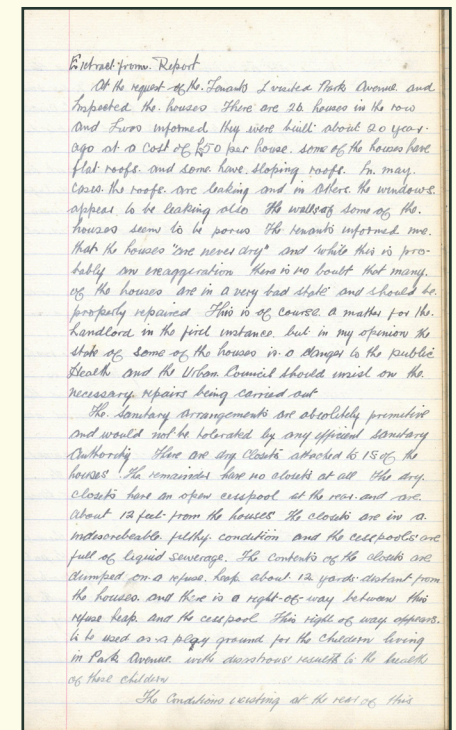 Extract from Report
At the request of the Tenants I visited Parks Avenue and
Inspected the houses There are 26 houses in the row
and I was informed they were built about 20 years
ago at a cost of £50 per house. some of the houses have
flat roofs and some have sloping roofs. In may
cases the roofs are leaking and in others the windows
appear to be leaking also The walls of some of the
houses seem to be porus The tenants informed me
that the houses "are never dry" and while this is pro-
bably an exaggeration there is no doubt that many
of the houses are in a very bad state and should be
properly repaired This is of course a matter for the
Landlord in the first instance but in my opinion the
state of some of the houses is a danger to the public
Health and the Urban Council should insist on the
necessary repairs being carried out
The Sanitary arrangements are absolutely primitive
and would not be tolerated by any efficient sanitary
Authority There are dry closets attached to 15 of the
houses The remainder have no closets at all The dry
closets have an open cesspool at the rear and are
about 12 feet from the houses The closets are in a
indiscrebeable filthy condition and the cesspools are
full of liquid sewerage. The contents of the closets are
dumped on a refuse heap about 12 yards distant from
the houses and there is a right-of-way between this
refuse heap and the cesspool This right of way appears
to be used as a play ground for the children living
in Parks Avenue with disastrous results to the health
of these children
The Conditions existing at the rear of this